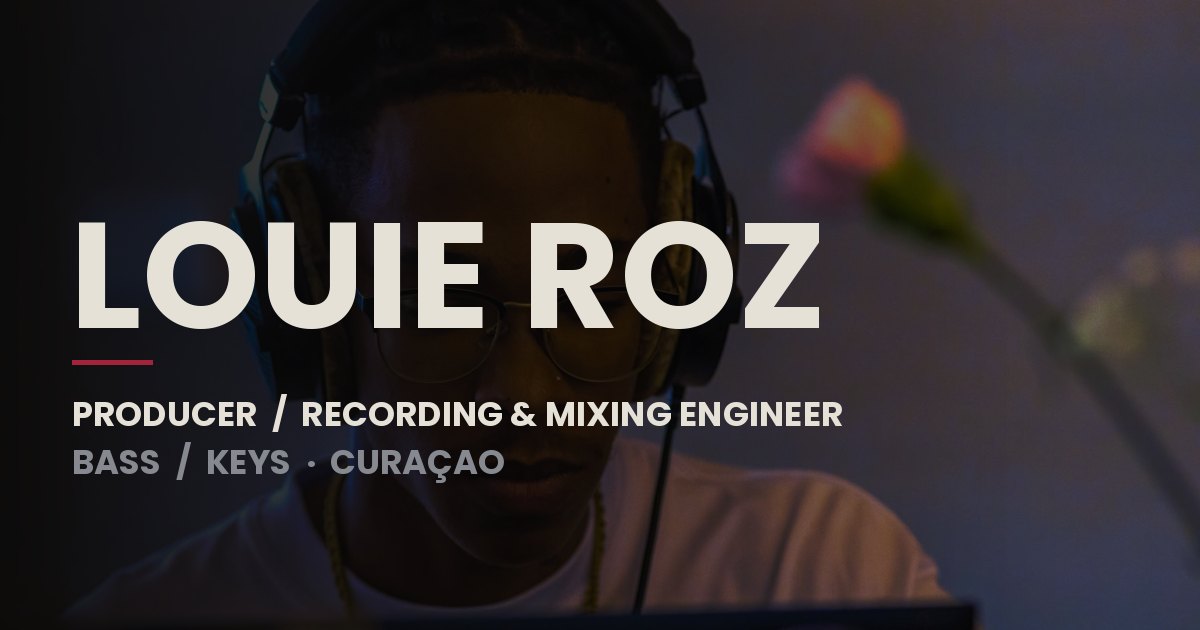 LOUIE ROZ
PRODUCER / RECORDING & MIXING ENGINEER
BASS / KEYS · CURAÇAO